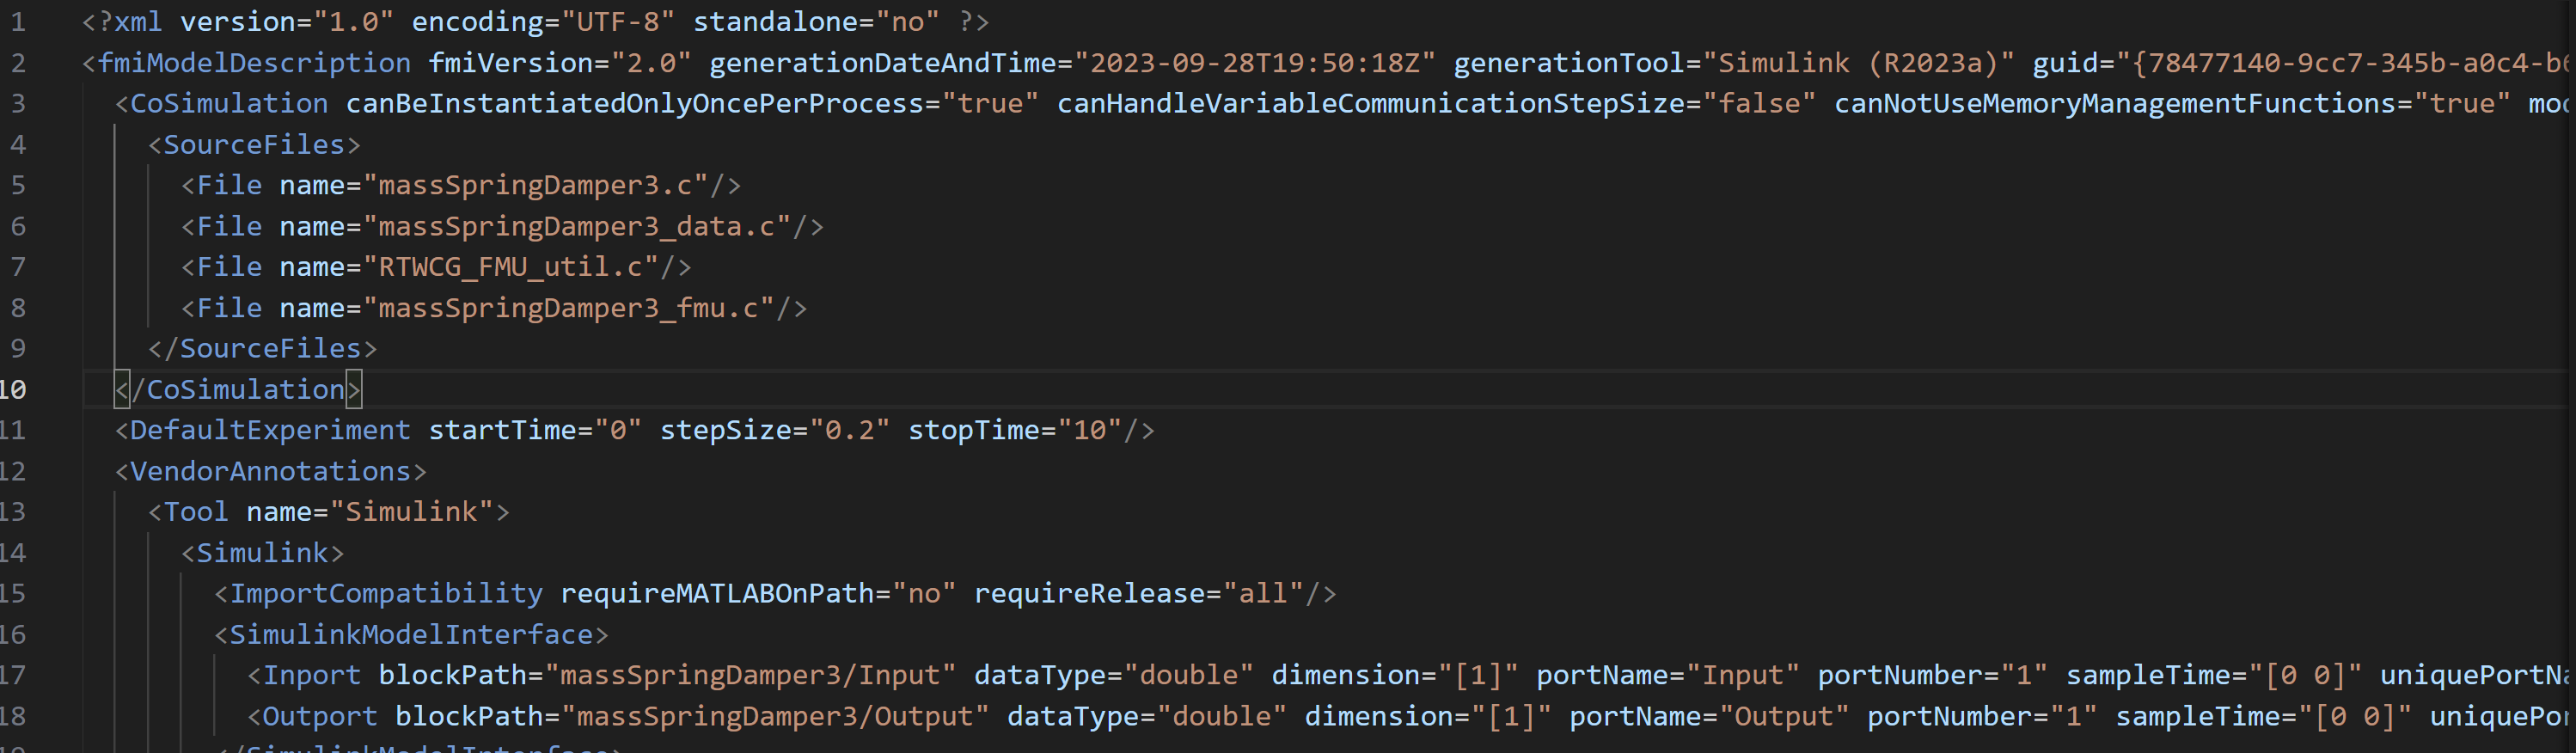 1 <?xml version="1.0" encoding="UTF-8" standalone="no" ?>
2 <fmiModelDescription fmiVersion="2.0" generationDateAndTime="2023-09-28T19:50:18Z" generationTool="Simulink (R2023a)" guid="{78477140-9cc7-345b-a0c4-b6
3 <CoSimulation canBeInstantiatedOnlyOncePerProcess="true" canHandleVariableCommunicationStepSize="false" canNotUseMemoryManagementFunctions="true" mod
4 <SourceFiles>
5 <File name="massSpringDamper3.c"/>
6 <File name="massSpringDamper3_data.c"/>
7 <File name="RTWCG_FMU_util.c"/>
8 <File name="massSpringDamper3_fmu.c"/>
9 </SourceFiles>
10 </CoSimulation>
11 <DefaultExperiment startTime="0" stepSize="0.2" stopTime="10"/>
12 <VendorAnnotations>
13 <Tool name="Simulink">
14 <Simulink>
15 <ImportCompatibility requireMATLABOnPath="no" requireRelease="all"/>
16 <SimulinkModelInterface>
17 <Inport blockPath="massSpringDamper3/Input" dataType="double" dimension="[1]" portName="Input" portNumber="1" sampleTime="[0 0]" uniquePortNa
18 <Outport blockPath="massSpringDamper3/Output" dataType="double" dimension="[1]" portName="Output" portNumber="1" sampleTime="[0 0]" uniquePor
19 </SimulinkModelInterface>